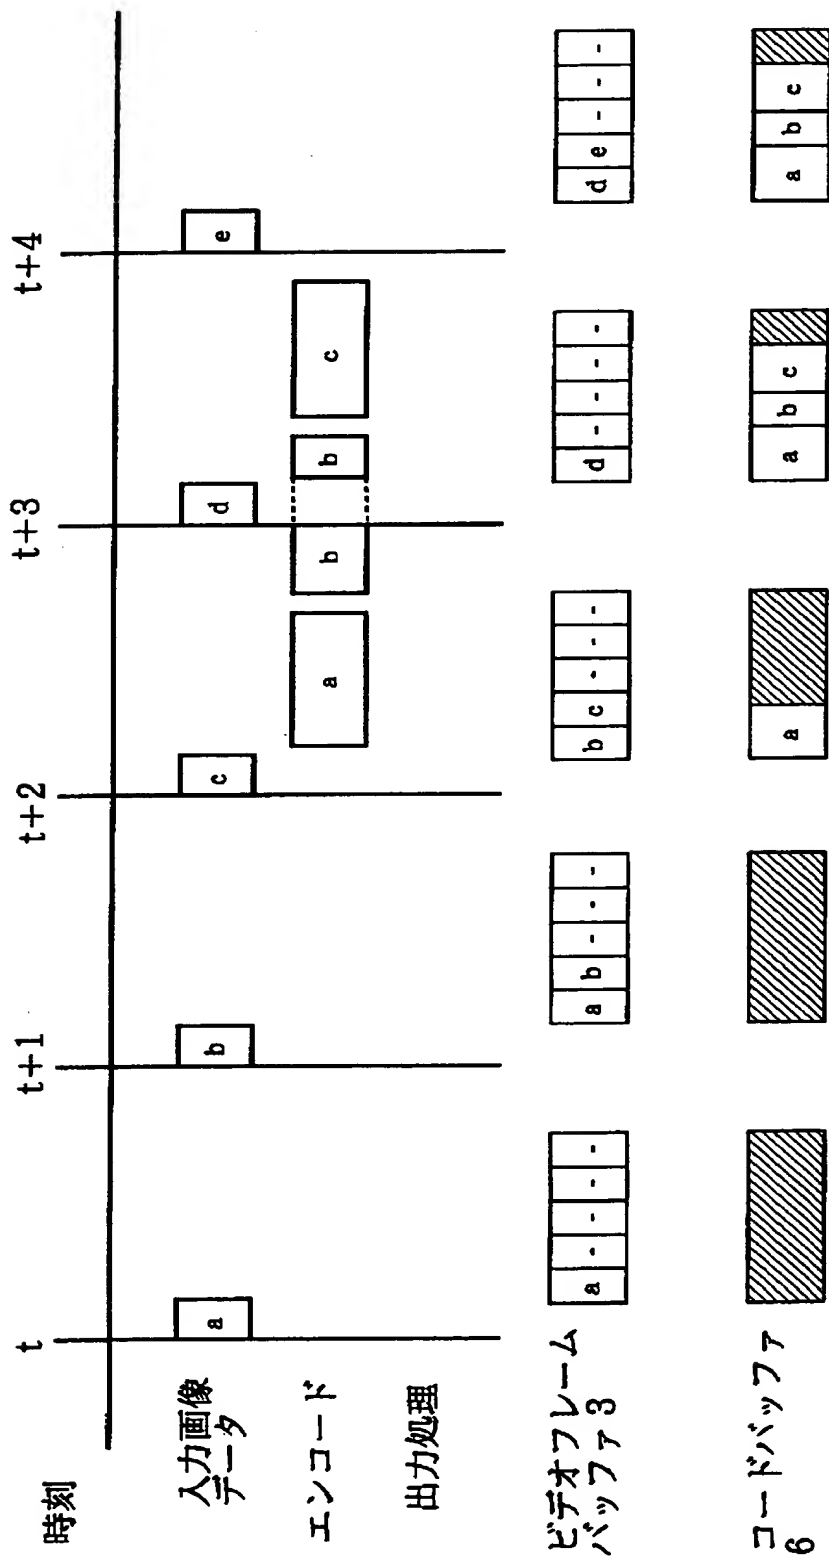 時刻
t
t+1
t+2
t+3
t+4
入力画像
データ
a
b
c
d
e
エンコード
a
b
b
c
出力処理
ビデオフレーム
バッファ3
a - - - -
a b - - -
b c - - -
d - - - -
d e - - -
コードバッファ
6
a
a b c
a b c